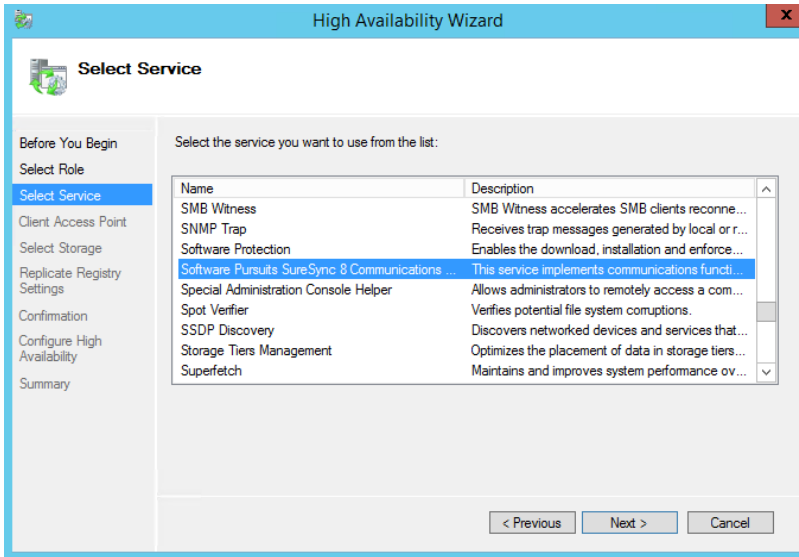 High Availability Wizard
x
Select Service
Before You Begin
Select Role
Select Service
Client Access Point
Select Storage
Replicate Registry
Settings
Confirmation
Configure High
Availability
Summary
Select the service you want to use from the list:
Name Description
SMB Witness SMB Witness accelerates SMB clients reconne...
SNMP Trap Receives trap messages generated by local or r...
Software Protection Enables the download, installation and enforce...
Software Pursuits SureSync 8 Communications ... This service implements communications functi...
Special Administration Console Helper Allows administrators to remotely access a com...
Spot Verifier Verifies potential file system corruptions.
SSDP Discovery Discovers networked devices and services that...
Storage Tiers Management Optimizes the placement of data in storage tiers...
Superfetch Maintains and improves system performance ov...
< Previous Next > Cancel